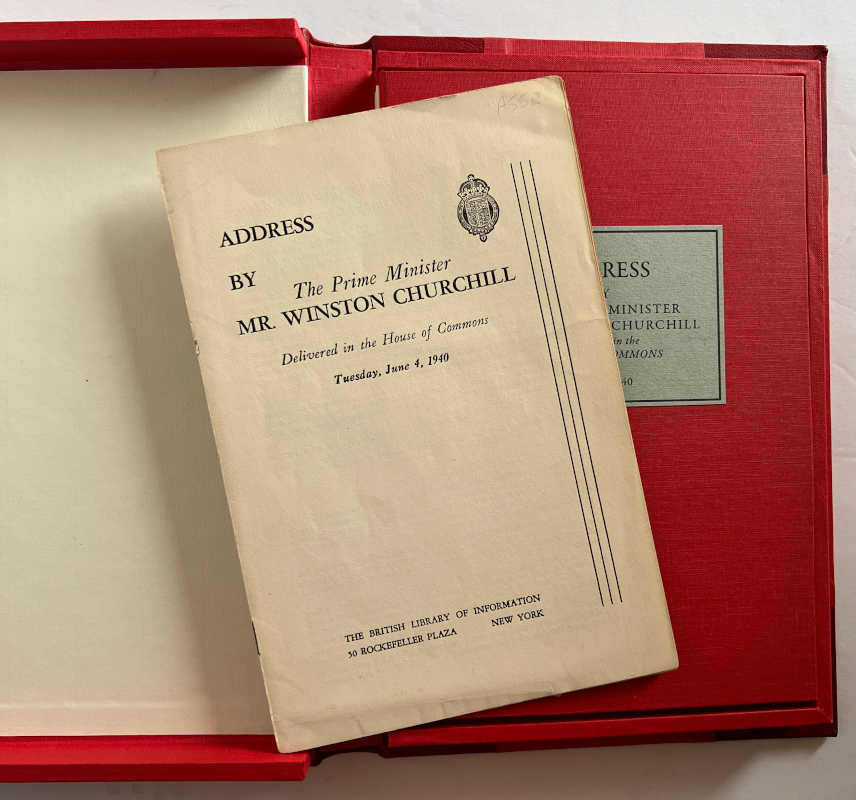 ADDRESS
BY The Prime Minister
MR. WINSTON CHURCHILL
Delivered in the House of Commons
Tuesday, June 4, 1940
THE BRITISH LIBRARY OF INFORMATION
50 ROCKEFELLER PLAZA NEW YORK
RESS
Y
MINISTER
CHURCHILL
in the
OMMONS
40